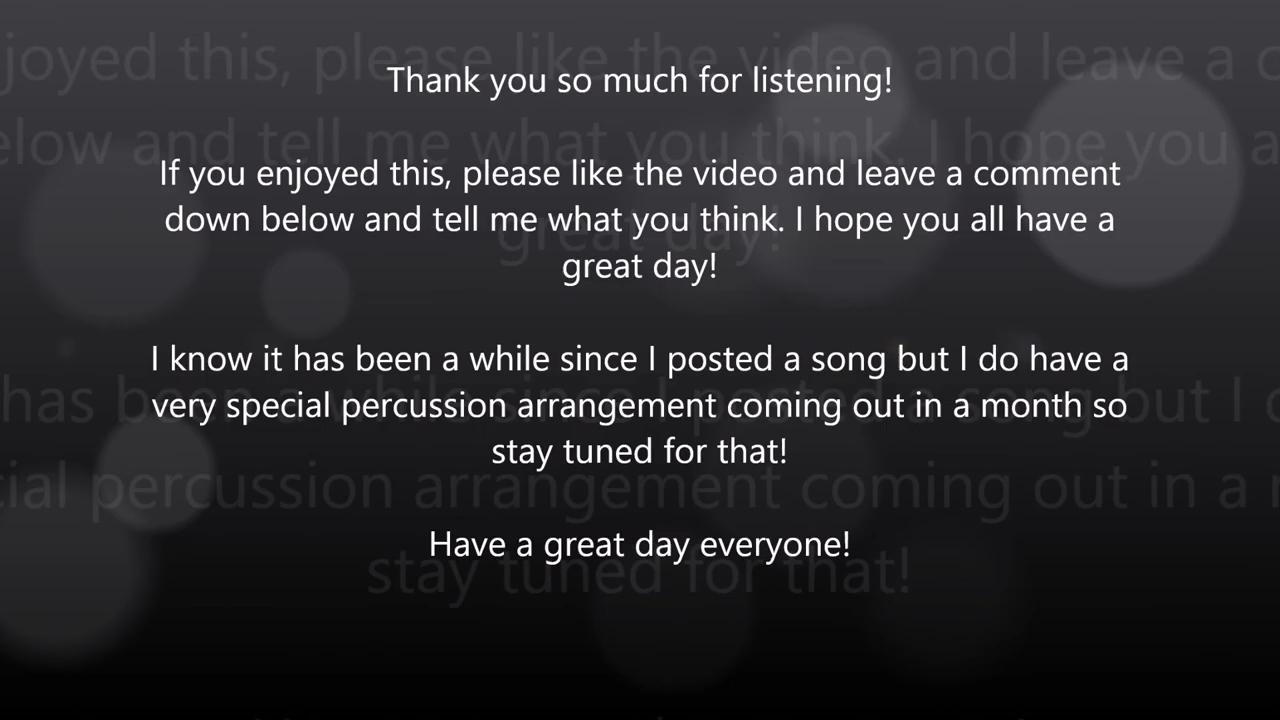 Thank you so much for listening!
If you enjoyed this, please like the video and leave a comment
down below and tell me what you think. I hope you all have a
great day!
I know it has been a while since I posted a song but I do have a
very special percussion arrangement coming out in a month so
stay tuned for that!
Have a great day everyone!